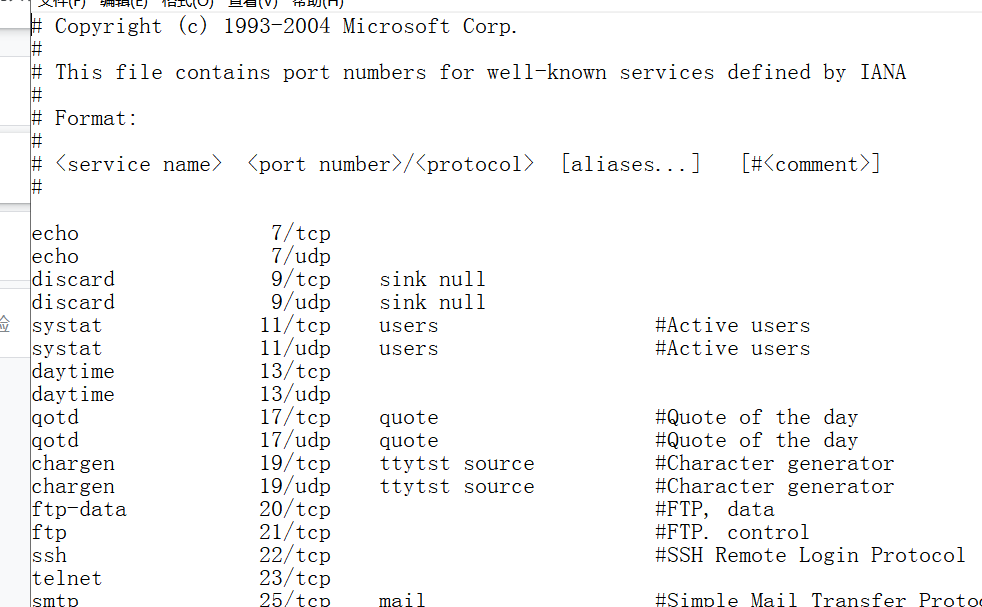 文件(F) 编辑(E) 格式(O) 查看(V) 帮助(H)
# Copyright (c) 1993-2004 Microsoft Corp.
#
# This file contains port numbers for well-known services defined by IANA
#
# Format:
#
# <service name>  <port number>/<protocol>  [aliases...]   [#<comment>]
#
echo                7/tcp
echo                7/udp
discard             9/tcp    sink null
discard             9/udp    sink null
systat             11/tcp    users                  #Active users
systat             11/udp    users                  #Active users
daytime            13/tcp
daytime            13/udp
qotd               17/tcp    quote                  #Quote of the day
qotd               17/udp    quote                  #Quote of the day
chargen            19/tcp    ttytst source          #Character generator
chargen            19/udp    ttytst source          #Character generator
ftp-data           20/tcp                           #FTP, data
ftp                21/tcp                           #FTP. control
ssh                22/tcp                           #SSH Remote Login Protocol
telnet             23/tcp
smtp               25/tcp    mail                   #Simple Mail Transfer